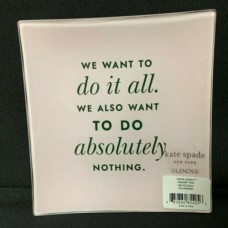 WE WANT TO
do it all.
WE ALSO WANT
TO DO
absolutely
NOTHING.
kate spade
NEW YORK
LENOX